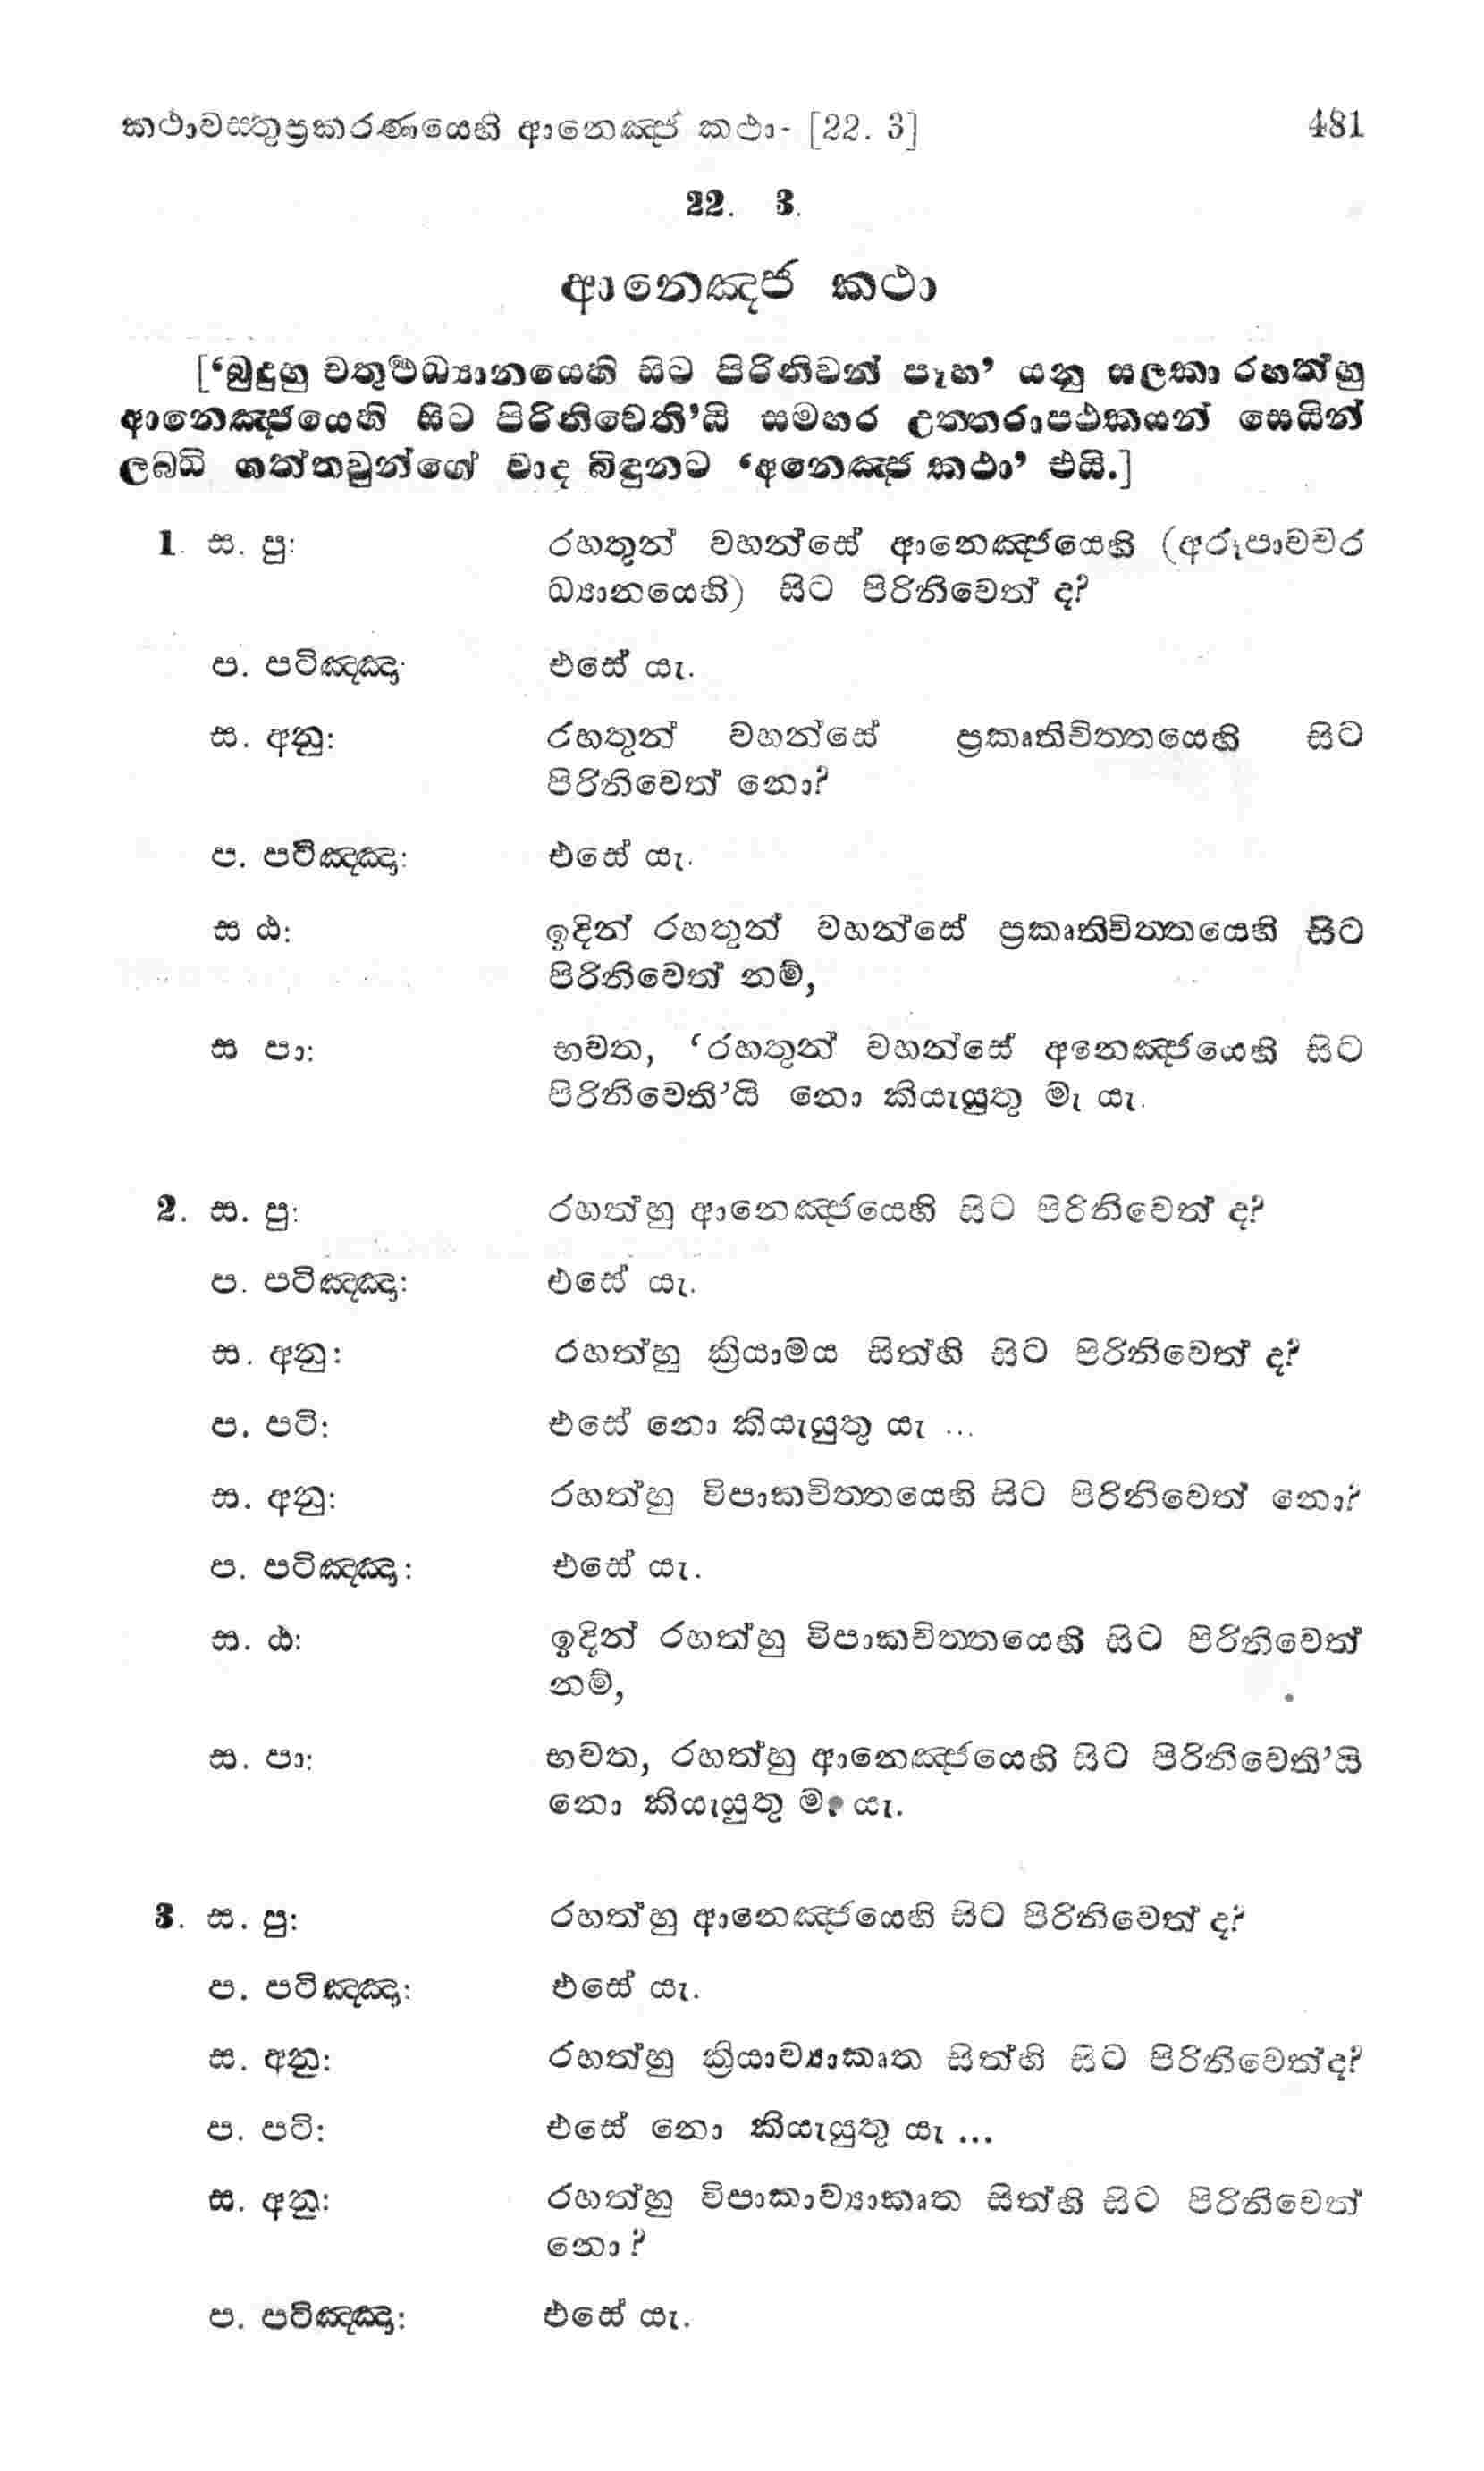 කථාවස්තුප්‍රකරණයෙහි ආනෙඤ්ජ කථා- [22. 3] 481
22. 3.
ආනෙඤ්ජ කථා
[‘බුදුහු චතුර්‍ථධ්‍යානයෙහි සිට පිරිනිවන් පෑහ’ යනු සලකා රහත්හු
ආනෙඤ්ජයෙහි සිට පිරිනිවෙති’යි සමහර උත්තරාපථකයන් සෙයින්
ලබ්ධි ගත්තවුන්ගේ වාද බිඳුනට ‘අනෙඤ්ජ කථා’ එයි.]
1. ස. පු: රහතුන් වහන්සේ ආනෙඤ්ජයෙහි (අරූපාවචර
ධ්‍යානයෙහි) සිට පිරිනිවෙත් ද?
ප. පටිඤ්ඤා: එසේ යැ.
ස. අනු: රහතුන් වහන්සේ ප්‍රකෘතිචිත්තයෙහි සිට
පිරිනිවෙත් නො?
ප. පටිඤ්ඤා: එසේ යැ.
ස ඨ: ඉදින් රහතුන් වහන්සේ ප්‍රකෘතිචිත්තයෙහි සිට
පිරිනිවෙත් නම්,
ස පා: භවත, ‘රහතුන් වහන්සේ අනෙඤ්ජයෙහි සිට
පිරිනිවෙති’යි නො කියැයුතු මැ යැ.
2. ස. පු: රහත්හු ආනෙඤ්ජයෙහි සිට පිරිනිවෙත් ද?
ප. පටිඤ්ඤා: එසේ යැ.
ස. අනු: රහත්හු ක්‍රියාමය සිත්හි සිට පිරිනිවෙත් ද?
ප. පටි: එසේ නො කියැයුතු යැ ...
ස. අනු: රහත්හු විපාකචිත්තයෙහි සිට පිරිනිවෙත් නො?
ප. පටිඤ්ඤා: එසේ යැ.
ස. ඨ: ඉදින් රහත්හු විපාකචිත්තයෙහි සිට පිරිනිවෙත්
නම්,
ස. පා: භවත, රහත්හු ආනෙඤ්ජයෙහි සිට පිරිනිවෙති’යි
නො කියැයුතු මැ යැ.
3. ස. පු: රහත්හු ආනෙඤ්ජයෙහි සිට පිරිනිවෙත් ද?
ප. පටිඤ්ඤා: එසේ යැ.
ස. අනු: රහත්හු ක්‍රියාව්‍යාකෘත සිත්හි සිට පිරිනිවෙත්ද?
ප. පටි: එසේ නො කියැයුතු යැ ...
ස. අනු: රහත්හු විපාකාව්‍යාකෘත සිත්හි සිට පිරිනිවෙත්
නො?
ප. පටිඤ්ඤා: එසේ යැ.